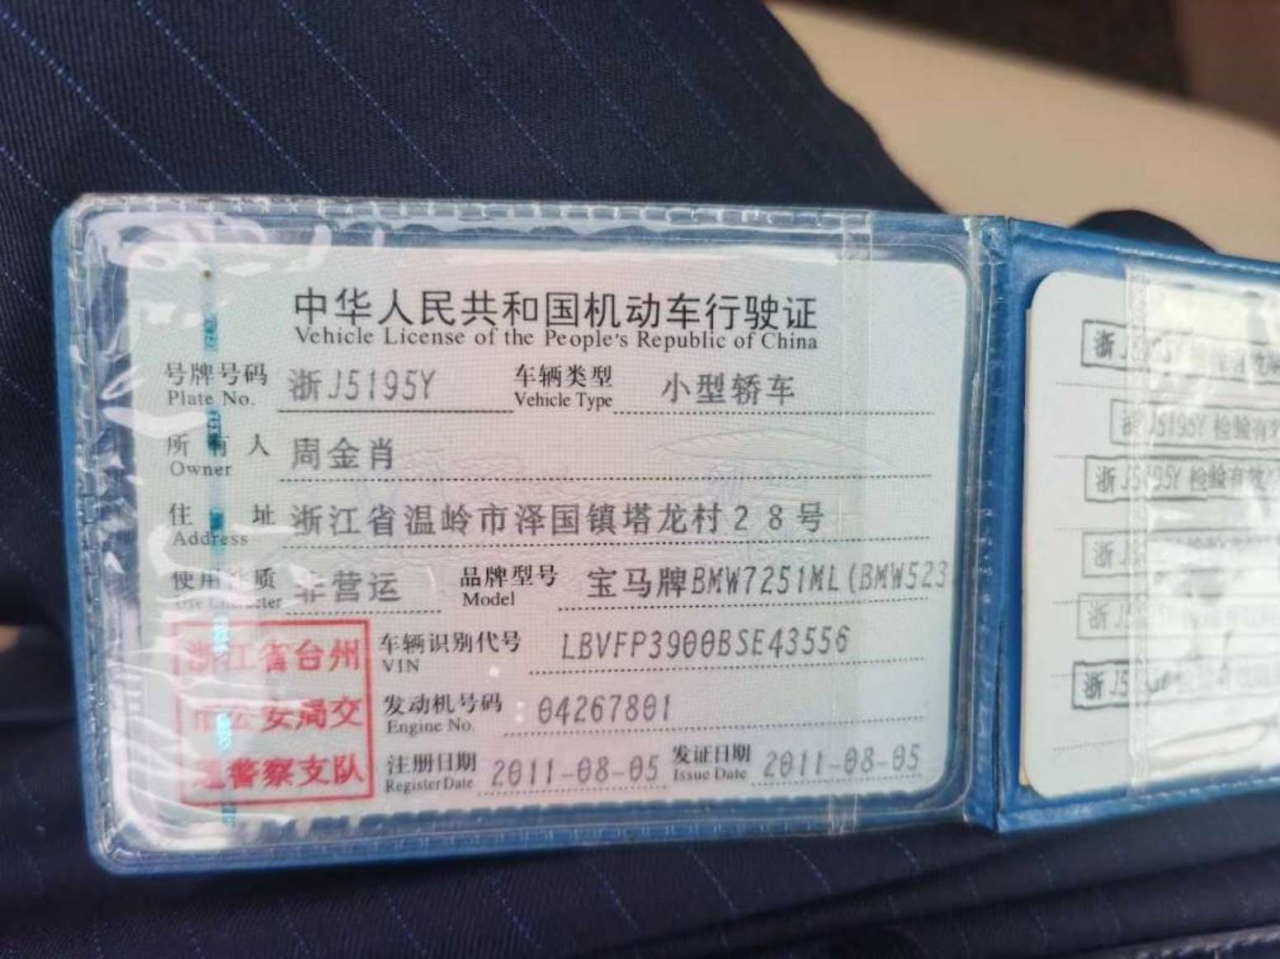 中华人民共和国机动车行驶证
Vehicle License of the People's Republic of China
号牌号码 浙J5195Y 车辆类型 小型轿车
Plate No. Vehicle Type
所有人 周金肖
Owner
住址 浙江省温岭市泽国镇塔龙村28号
Address
使用性质 非营运 品牌型号 宝马牌BMW7251ML(BMW523
Use Character Model
车辆识别代号 LBVFP3900BSE43556
VIN
发动机号码 04267801
Engine No.
注册日期 2011-08-05 发证日期 2011-08-05
Register Date Issue Date
浙江省台州
市公安局交
通警察支队
J5195Y 检验有